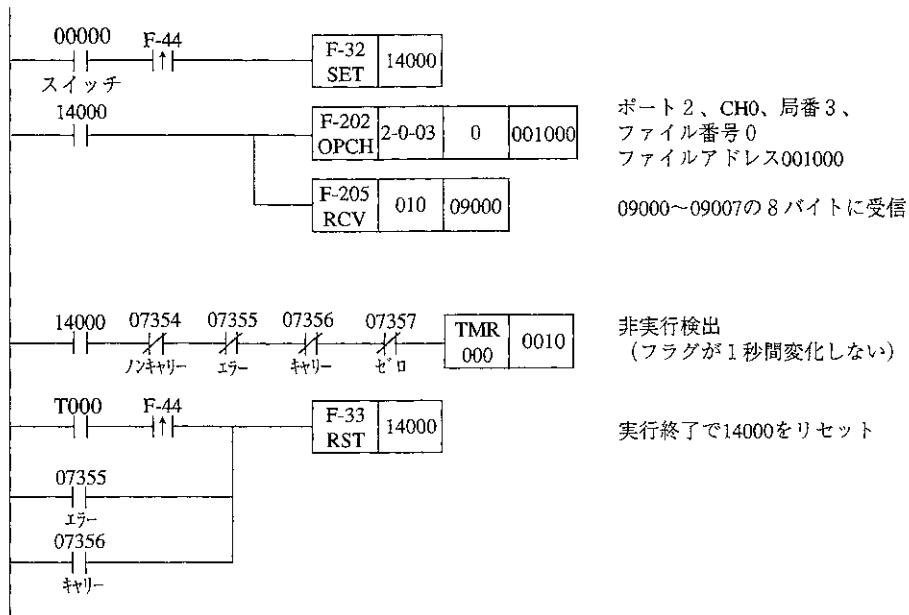 00000 F-44 F-32 SET 14000
スイッチ
14000 F-202 OPCH 2-0-03 0 001000 ポート2、CH0、局番3、
ファイル番号0
ファイルアドレス001000
F-205 RCV 010 09000 09000～09007の8バイトに受信
14000 07354 07355 07356 07357 TMR 000 0010 非実行検出
ノンキャリー エラー キャリー ゼロ (フラグが1秒間変化しない)
T000 F-44 F-33 RST 14000 実行終了で14000をリセット
07355
エラー
07356
キャリー